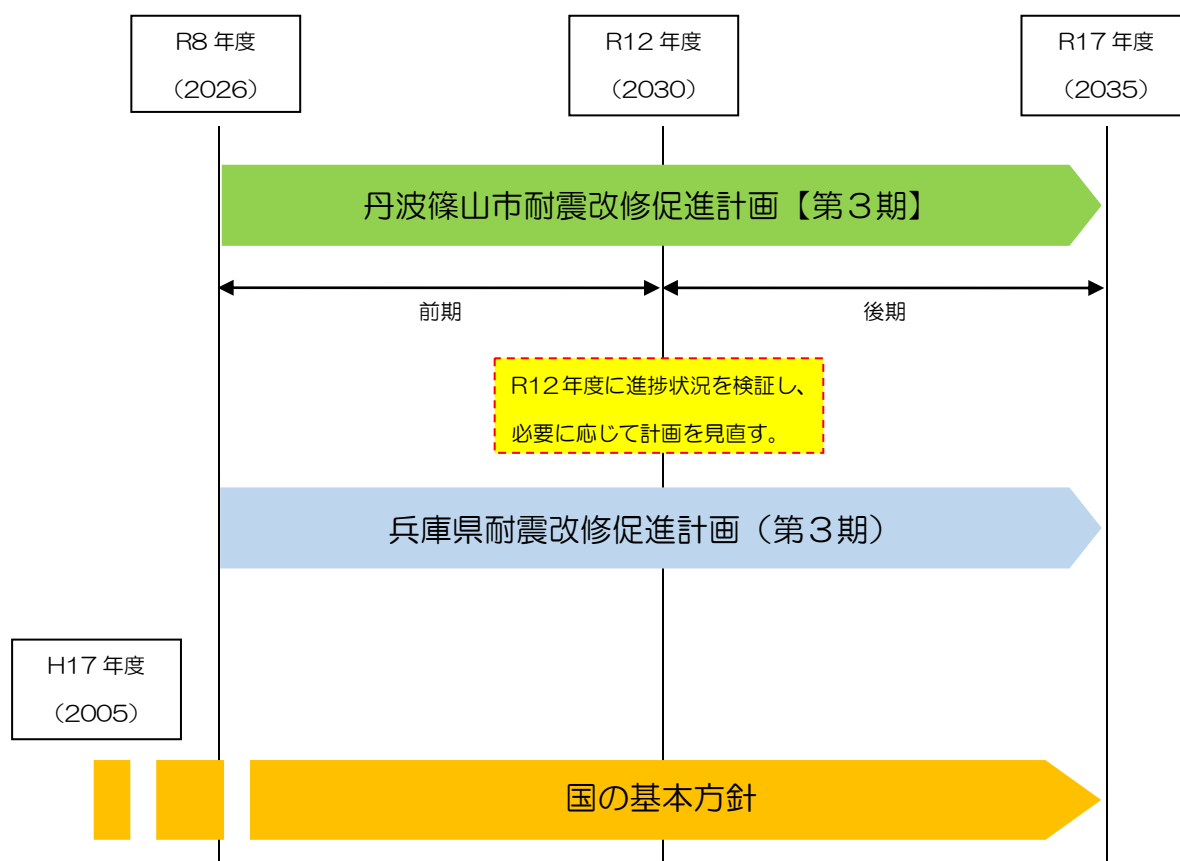 R8 年度
（2026）
R12 年度
（2030）
R17 年度
（2035）
丹波篠山市耐震改修促進計画【第３期】
前期
後期
R12 年度に進捗状況を検証し、
必要に応じて計画を見直す。
兵庫県耐震改修促進計画（第３期）
H17 年度
（2005）
国の基本方針